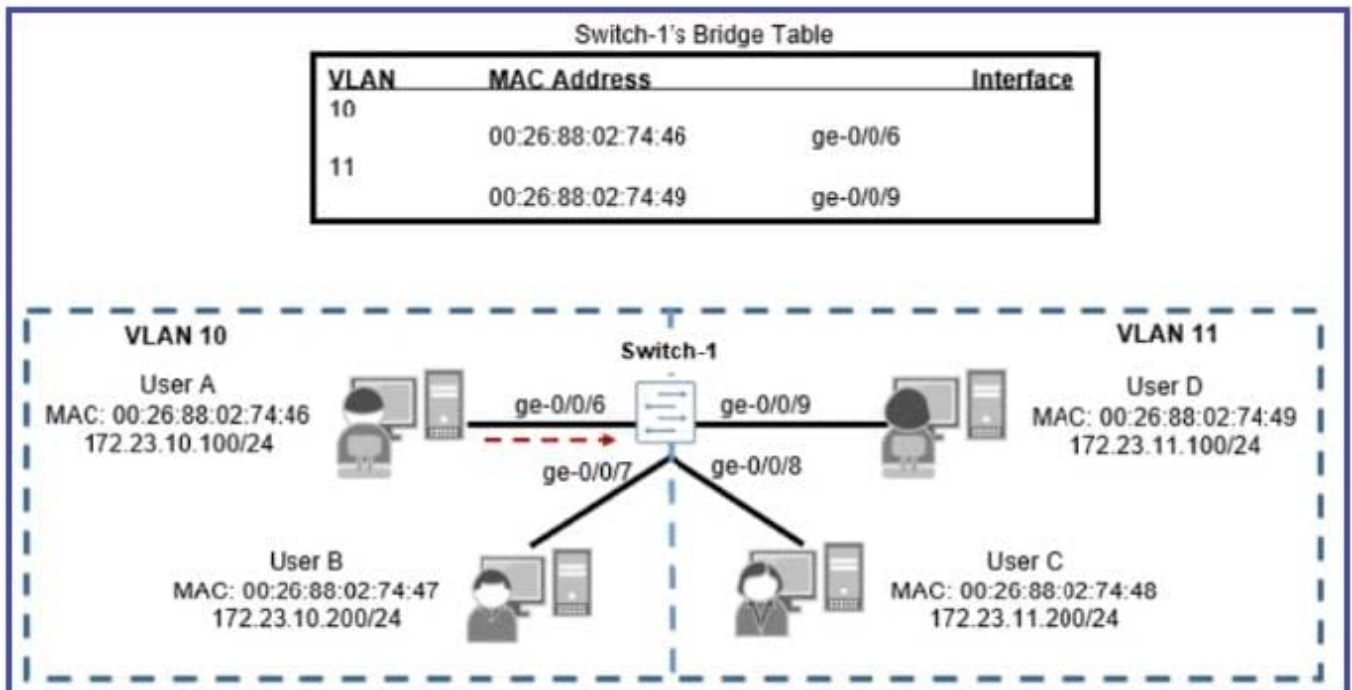 Switch-1's Bridge Table
VLAN MAC Address Interface
10
00:26:88:02:74:46 ge-0/0/6
11
00:26:88:02:74:49 ge-0/0/9
VLAN 10
VLAN 11
Switch-1
User A
MAC: 00:26:88:02:74:46
172.23.10.100/24
ge-0/0/6
ge-0/0/9
User D
MAC: 00:26:88:02:74:49
172.23.11.100/24
ge-0/0/7
ge-0/0/8
User B
MAC: 00:26:88:02:74:47
172.23.10.200/24
User C
MAC: 00:26:88:02:74:48
172.23.11.200/24